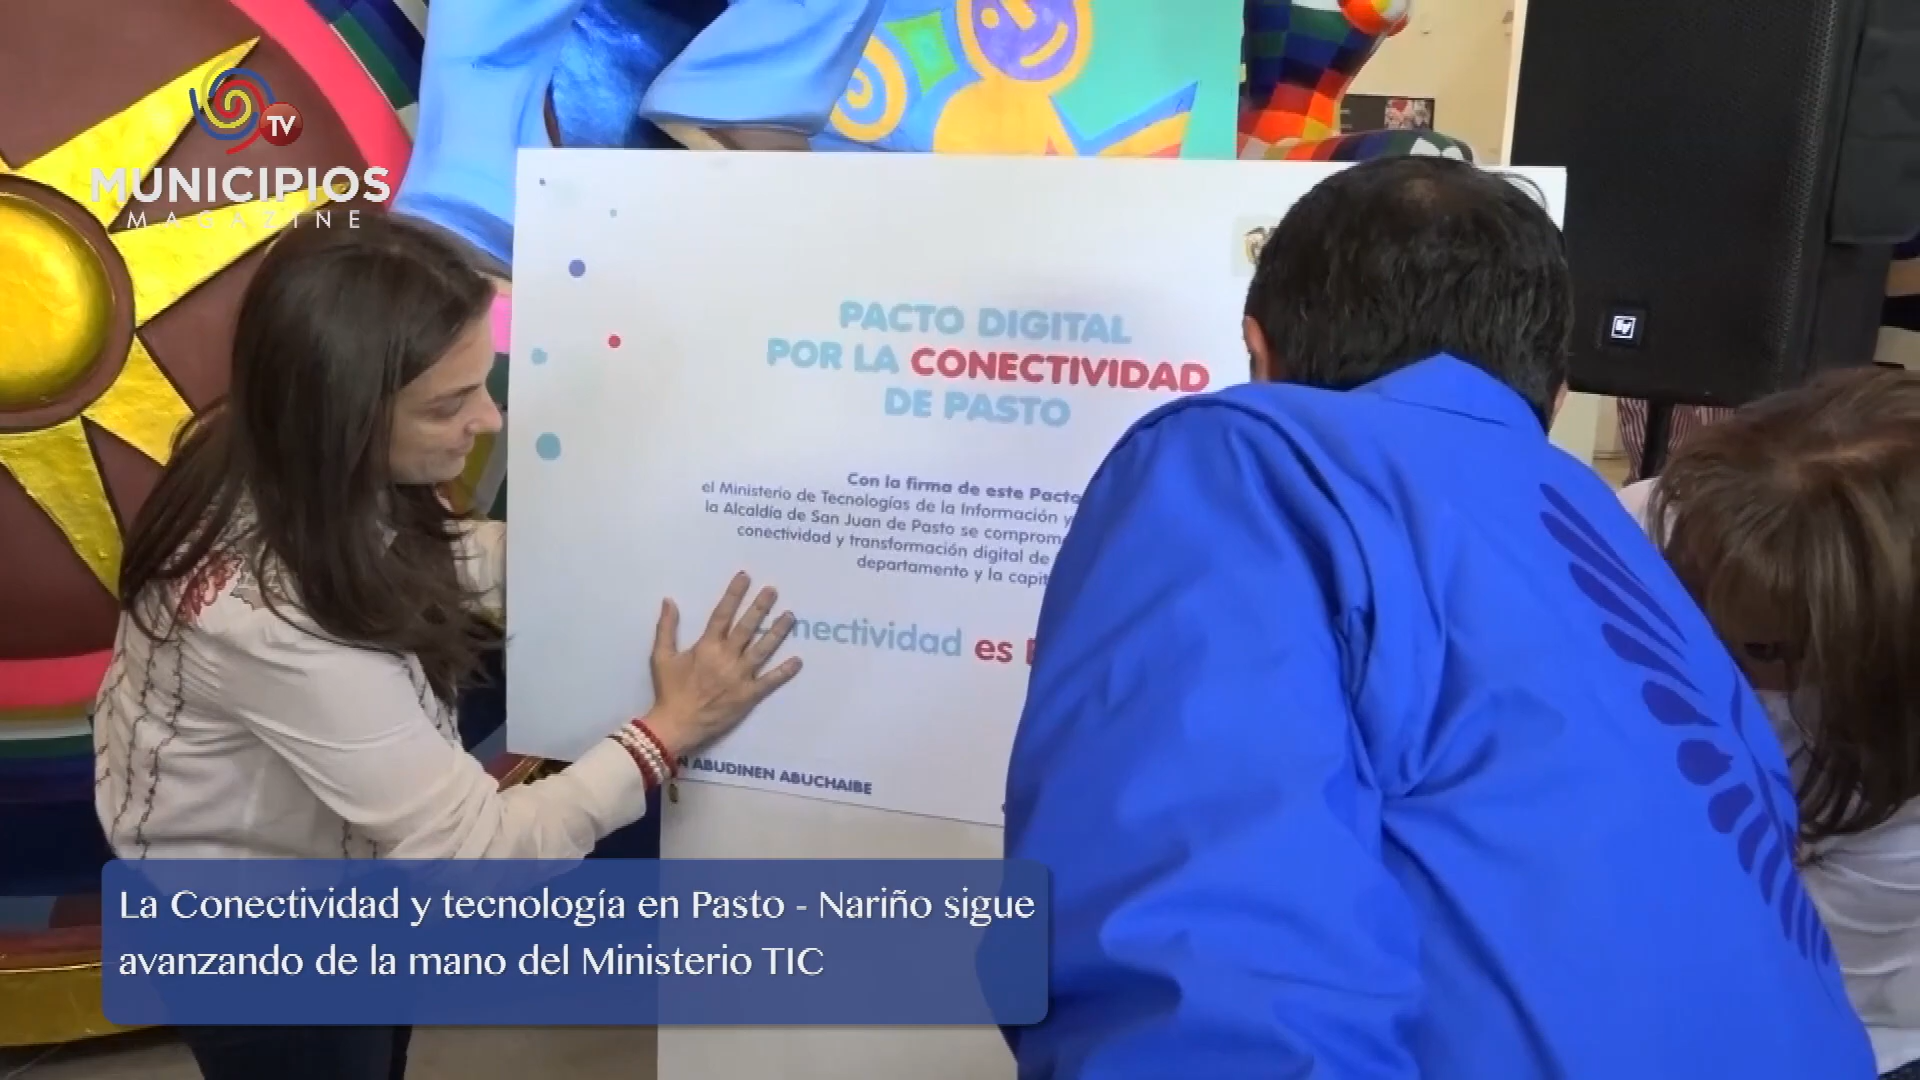 TV
MUNICIPIOS
MAGAZINE
PACTO DIGITAL
POR LA CONECTIVIDAD
DE PASTO
Con la firma de este Pacto
el Ministerio de Tecnologías de la Información y
la Alcaldía de San Juan de Pasto se comprom
conectividad y transformación digital de
departamento y la capit
nectividad es
N ABUDINEN ABUCHAIBE
La Conectividad y tecnología en Pasto - Nariño sigue
avanzando de la mano del Ministerio TIC